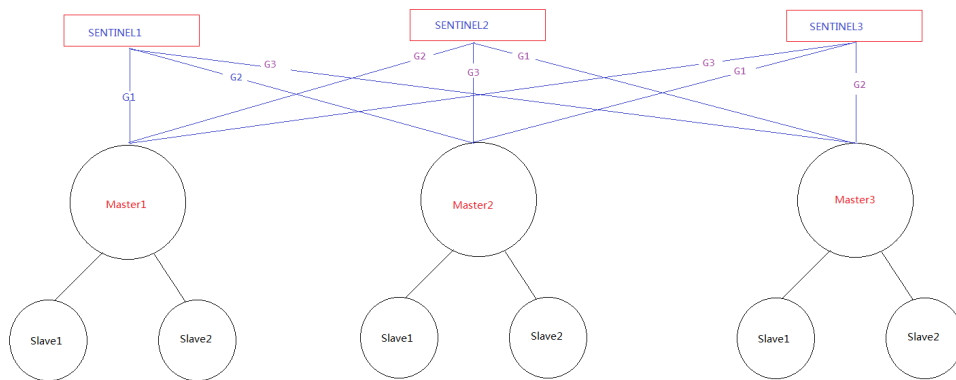 SENTINEL1
SENTINEL2
SENTINEL3
G3
G2
G1
G2
G3
G1
G3
G1
G2
Master1
Master2
Master3
Slave1
Slave2
Slave1
Slave2
Slave1
Slave2